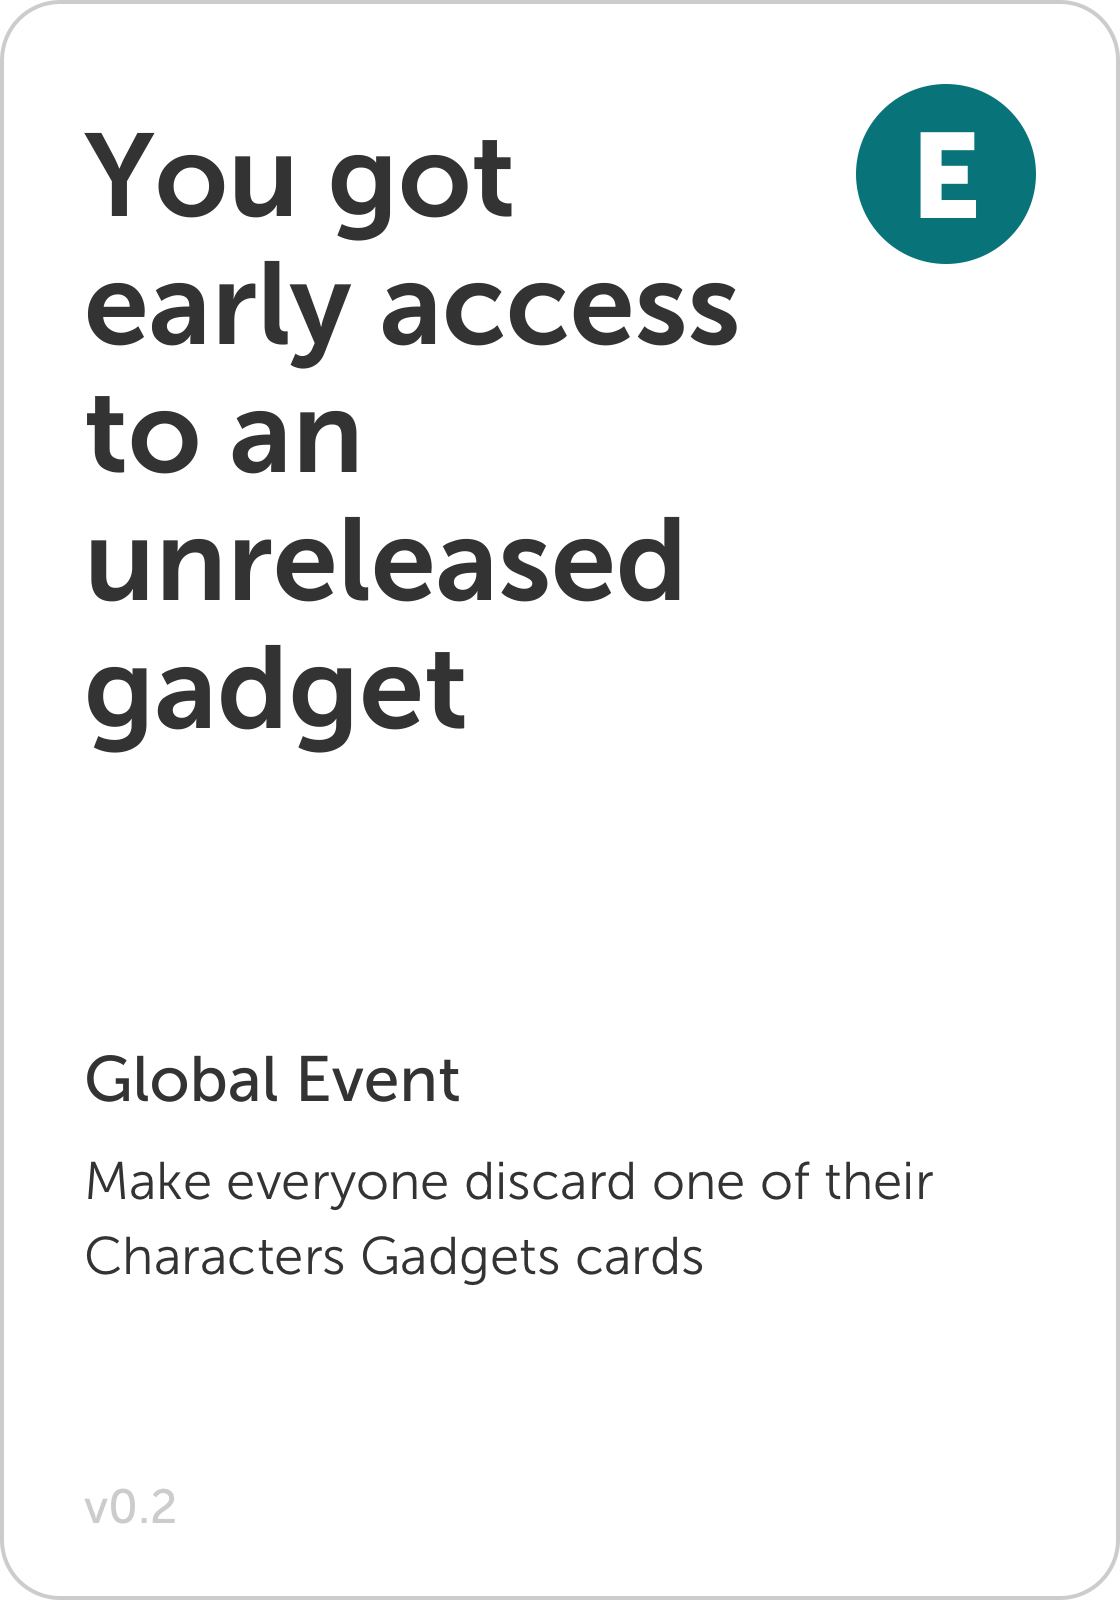 You got
early access
to an
unreleased
gadget
E
Global Event
Make everyone discard one of their
Characters Gadgets cards
v0.2